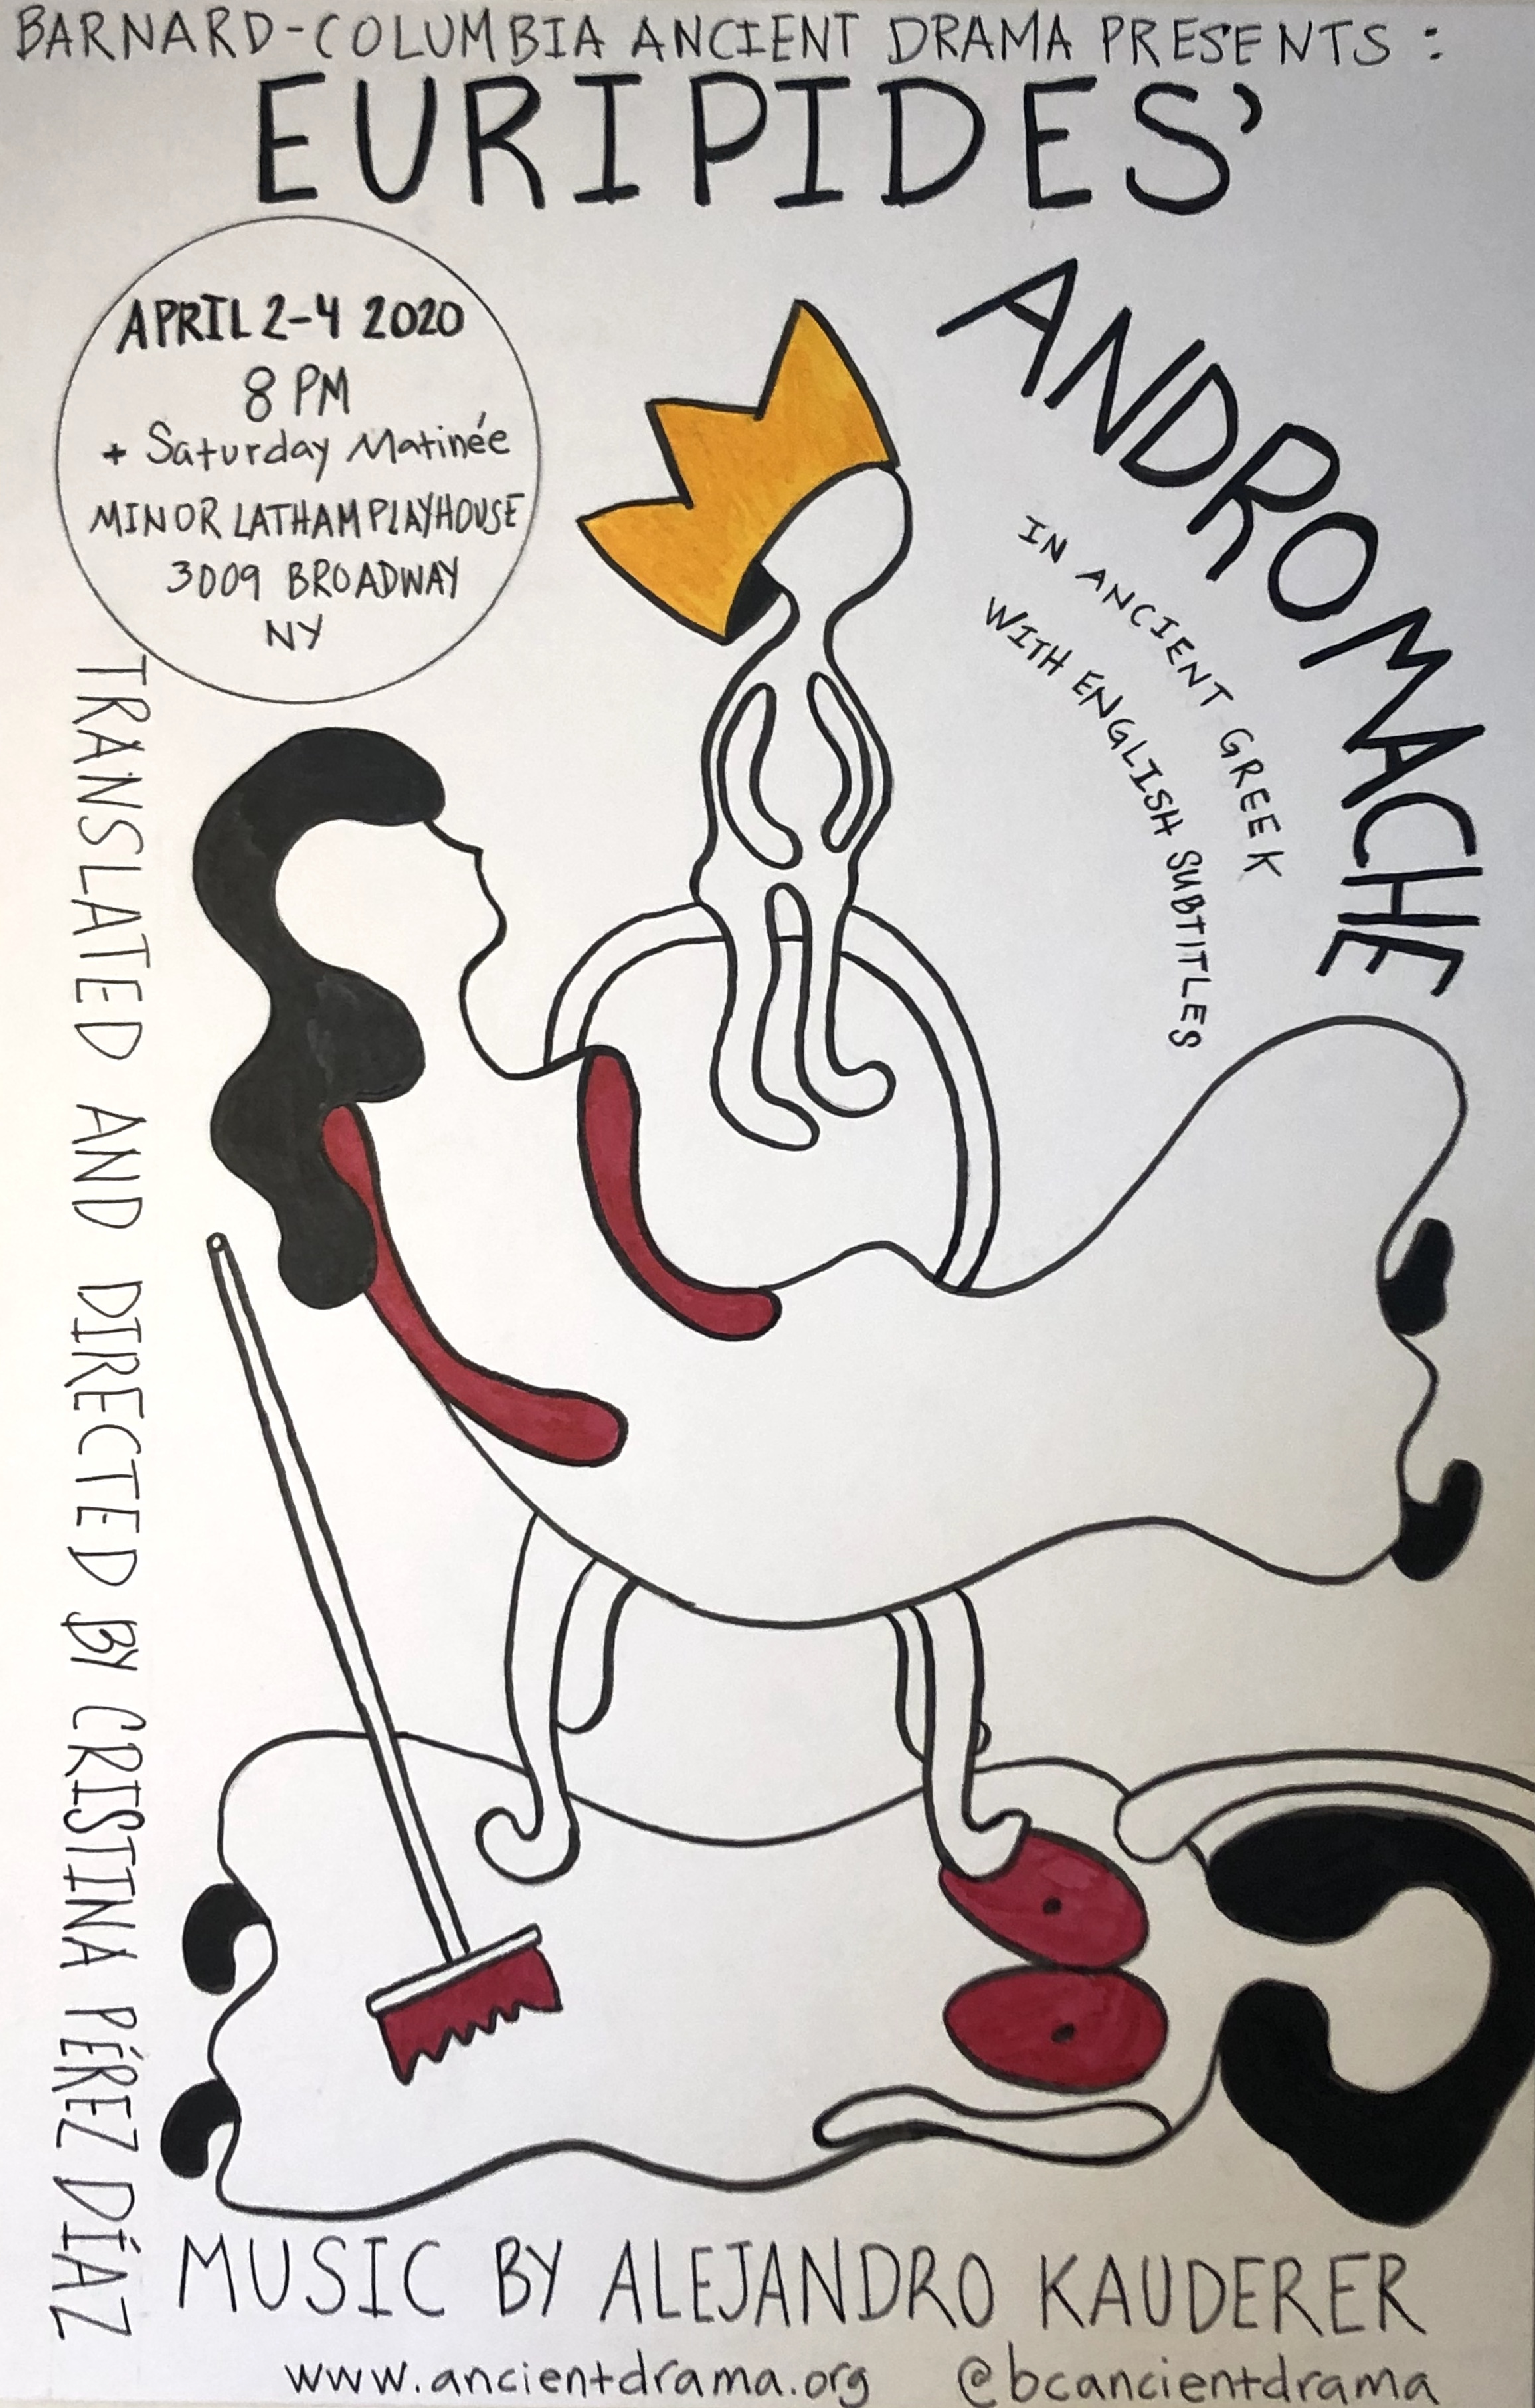 BARNARD-COLUMBIA ANCIENT DRAMA PRESENTS :
EURIPIDES'
ANDROMACHE
IN ANCIENT GREEK
WITH ENGLISH SUBTITLES
APRIL 2-4 2020
8 PM
+ Saturday Matinée
MINOR LATHAM PLAYHOUSE
3009 BROADWAY
NY
TRANSLATED AND DIRECTED BY CRISTINA PÉREZ DÍAZ
MUSIC BY ALEJANDRO KAUDERER
www.ancientdrama.org @bcancientdrama